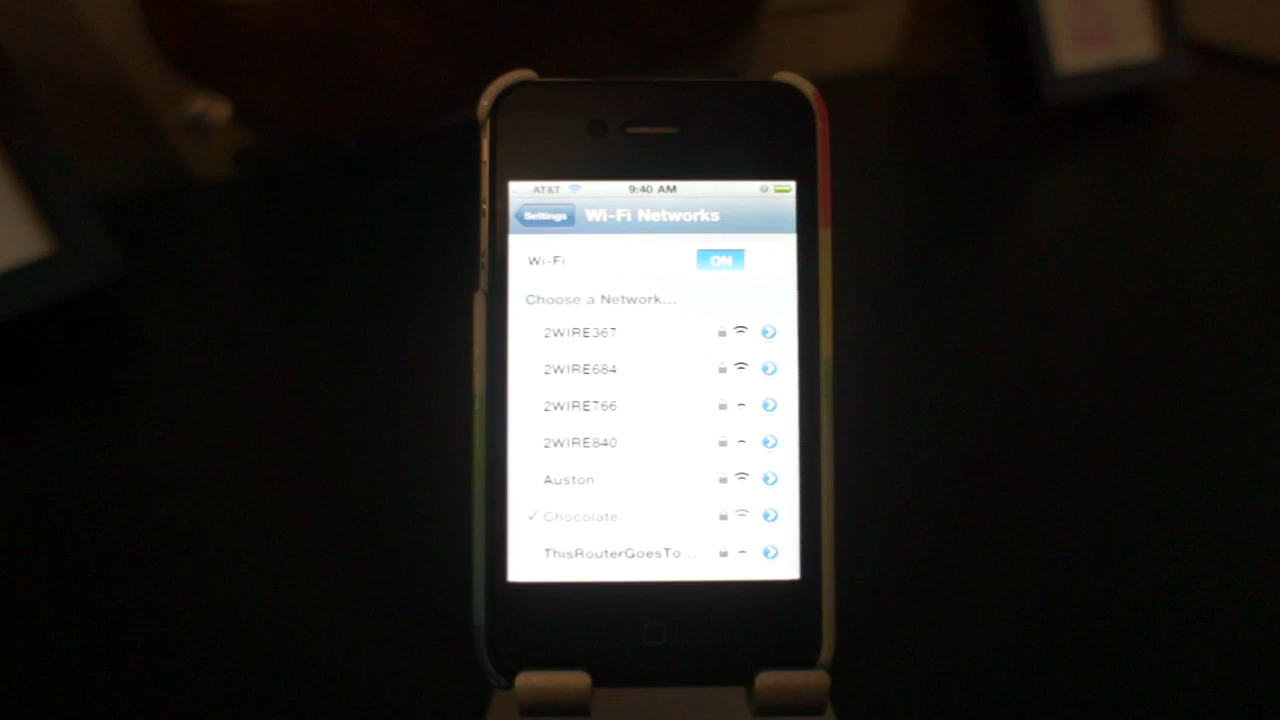 AT&T 9:40 AM
Settings Wi-Fi Networks
Wi-Fi ON
Choose a Network...
2WIRE367
2WIRE684
2WIRE766
2WIRE840
Auston
✓ Chocolate
ThisRouterGoesTo...